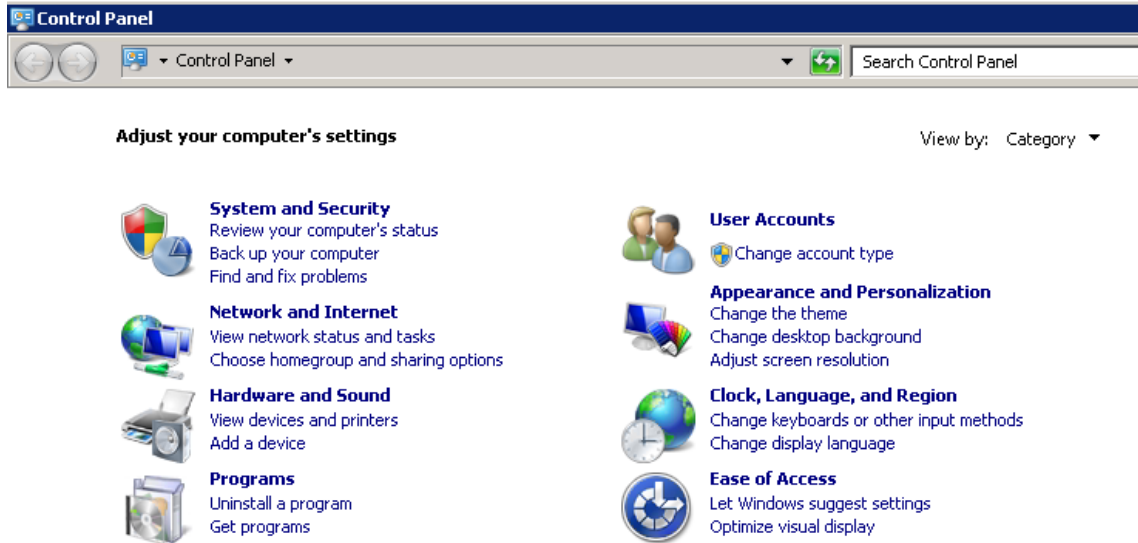 Control Panel
Control Panel
Search Control Panel
Adjust your computer's settings
View by: Category
System and Security
Review your computer's status
Back up your computer
Find and fix problems
Network and Internet
View network status and tasks
Choose homegroup and sharing options
Hardware and Sound
View devices and printers
Add a device
Programs
Uninstall a program
Get programs
User Accounts
Change account type
Appearance and Personalization
Change the theme
Change desktop background
Adjust screen resolution
Clock, Language, and Region
Change keyboards or other input methods
Change display language
Ease of Access
Let Windows suggest settings
Optimize visual display